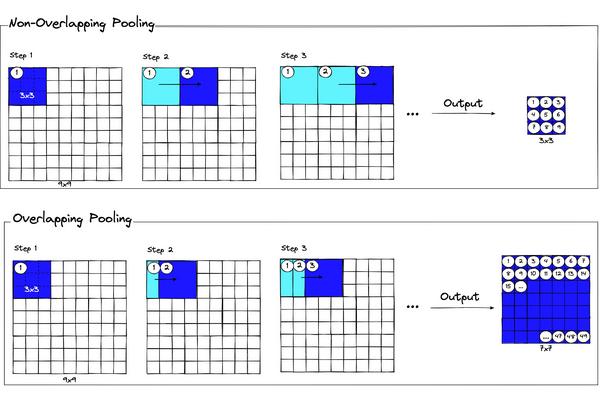 Non-Overlapping Pooling
Step 1
Step 2
Step 3
1
3x3
9x9
1 2
1 2 3
...
Output
1 2 3
4 5 6
7 8 9
3x3
Overlapping Pooling
Step 1
Step 2
Step 3
1
3x3
9x9
1 2
1 2 3
...
Output
1 2 3 4 5 6 7
8 9 10 11 12 13 14
15 ...
... 47 48 49
7x7